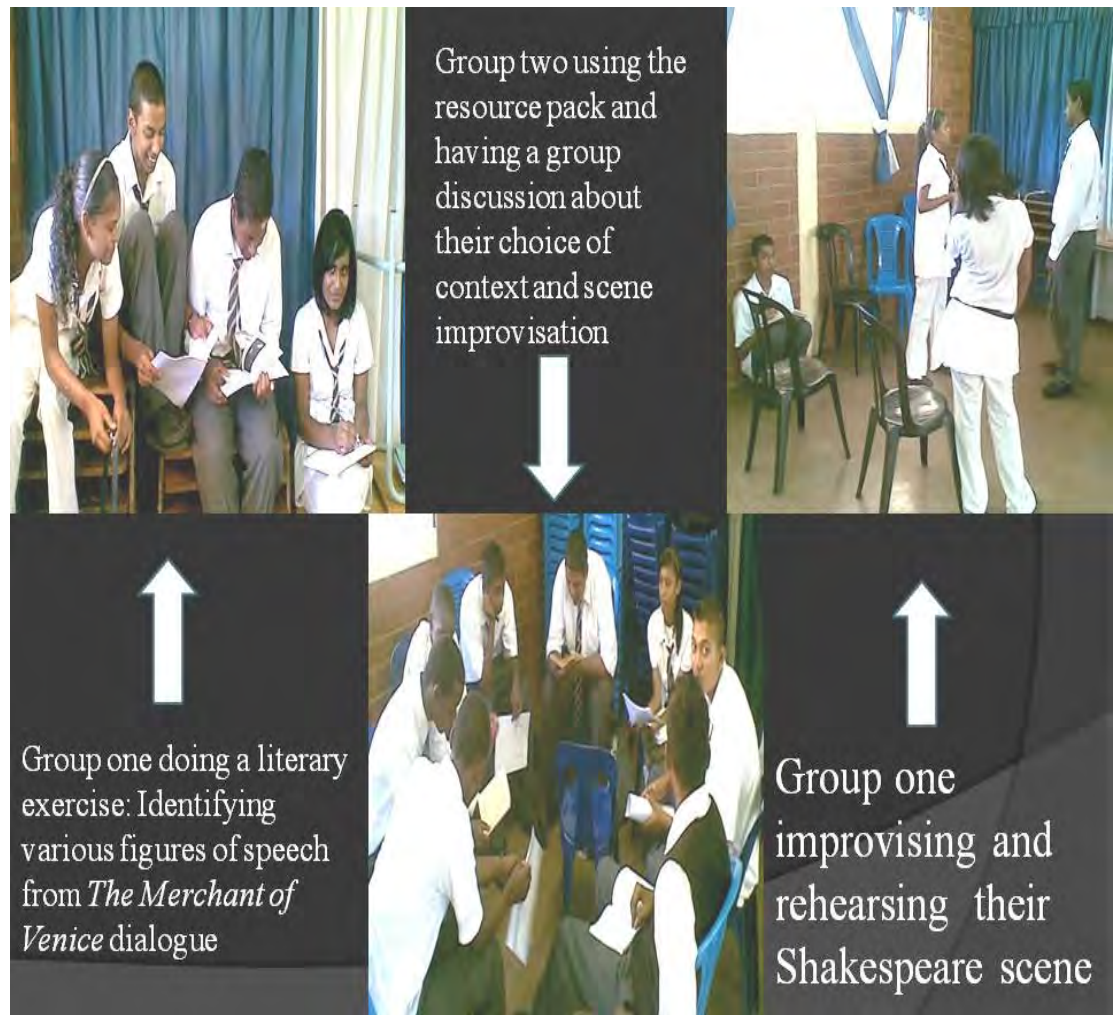 Group two using the
resource pack and
having a group
discussion about
their choice of
context and scene
improvisation
Group one doing a literary
exercise: Identifying
various figures of speech
from The Merchant of
Venice dialogue
Group one
improvising and
rehearsing their
Shakespeare scene